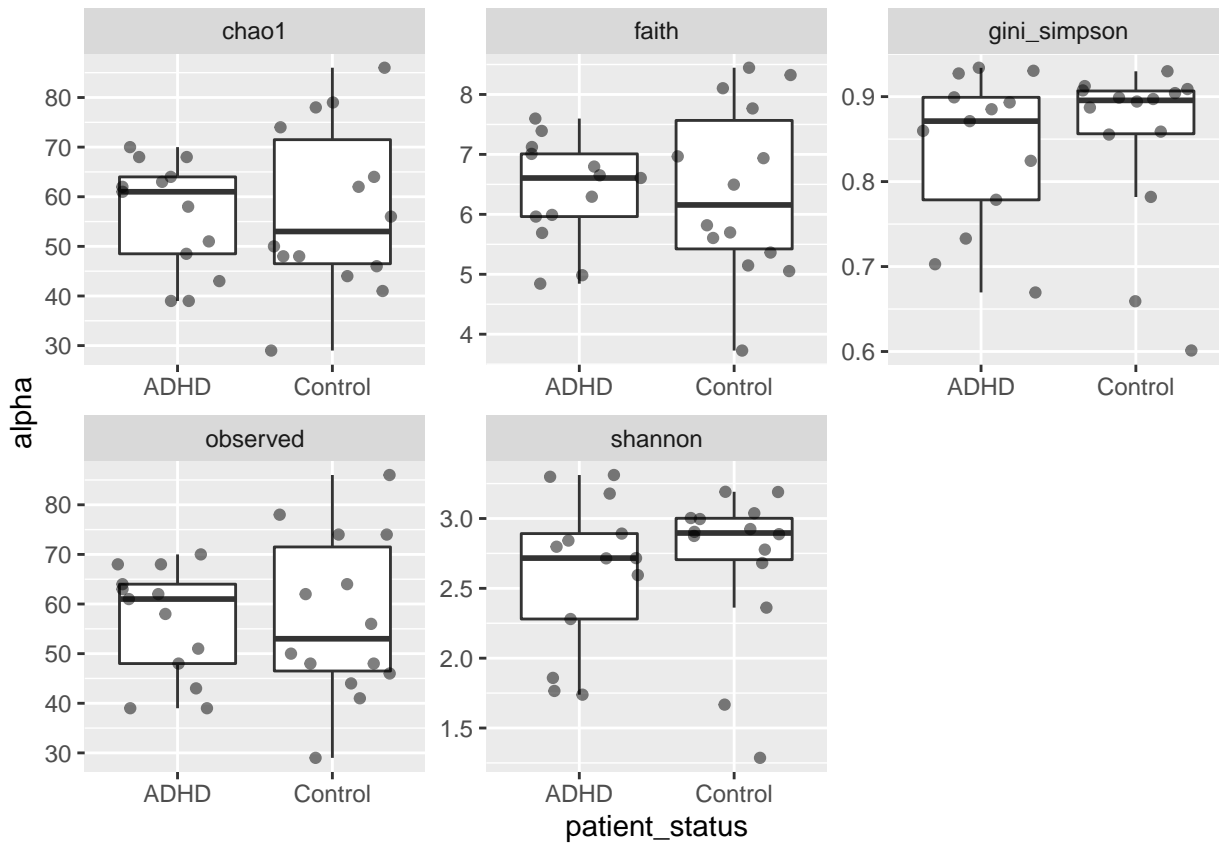 chao1
faith
gini_simpson
80
70
60
50
40
30
8
7
6
5
4
0.9
0.8
0.7
0.6
ADHD
Control
ADHD
Control
ADHD
Control
alpha
observed
shannon
80
70
60
50
40
30
3.0
2.5
2.0
1.5
ADHD
Control
ADHD
Control
patient_status